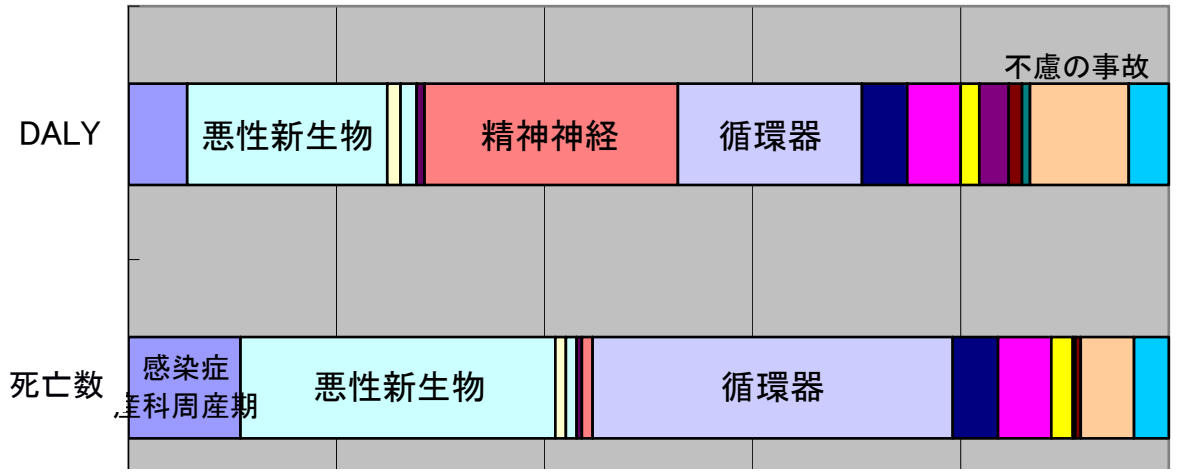 不慮の事故
DALY
悪性新生物
精神神経
循環器
死亡数
感染症
産科周産期
悪性新生物
循環器